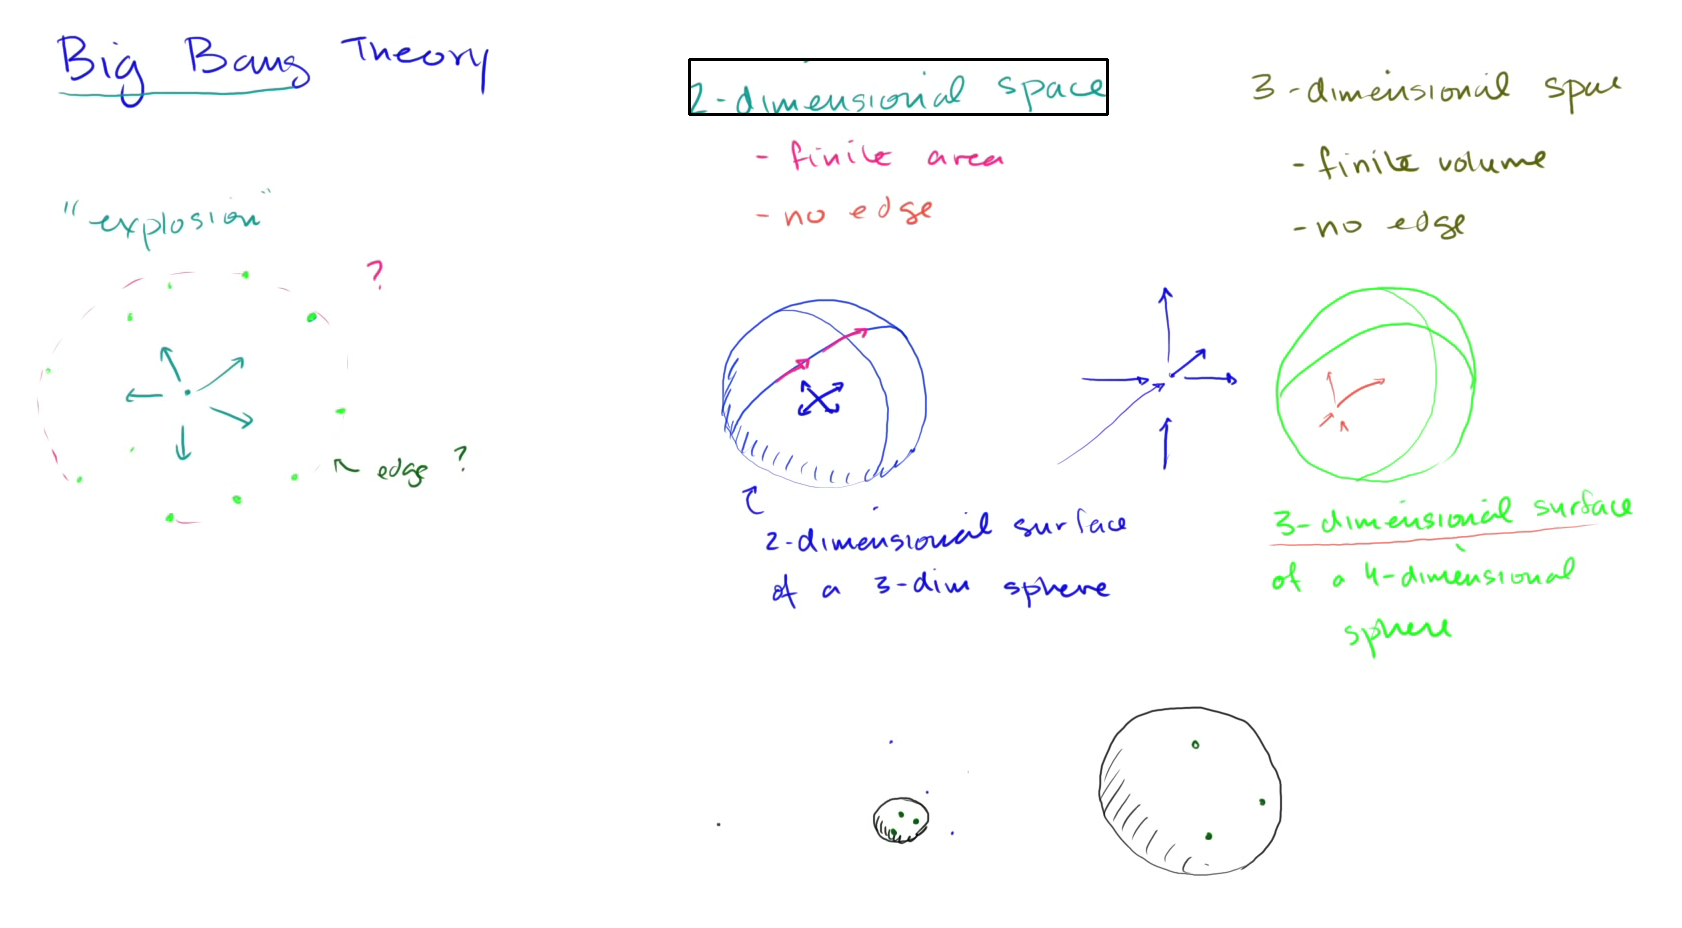 Big Bang Theory
"explosion"
?
edge ?
2-dimensional space
- finite area
- no edge
2-dimensional surface
of a 3-dim sphere
3-dimensional space
- finite volume
- no edge
3-dimensional surface
of a 4-dimensional
sphere